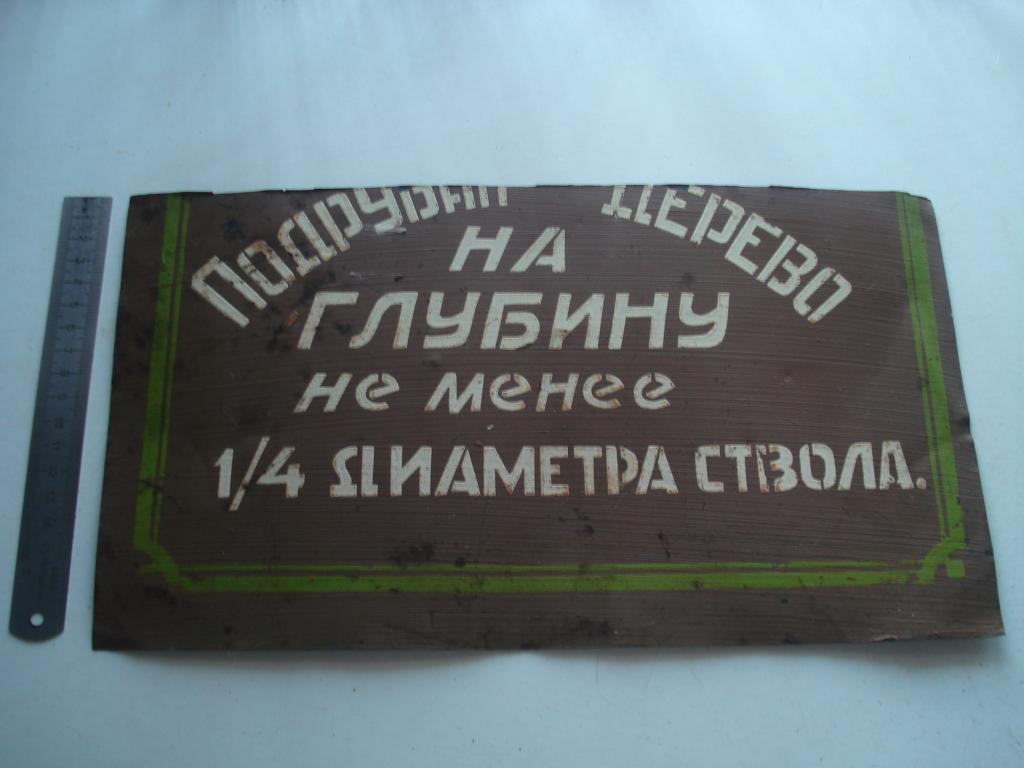 ПОДРУБАЙ ДЕРЕВО
НА
ГЛУБИНУ
не менее
1/4 ДИАМЕТРА СТВОЛА.